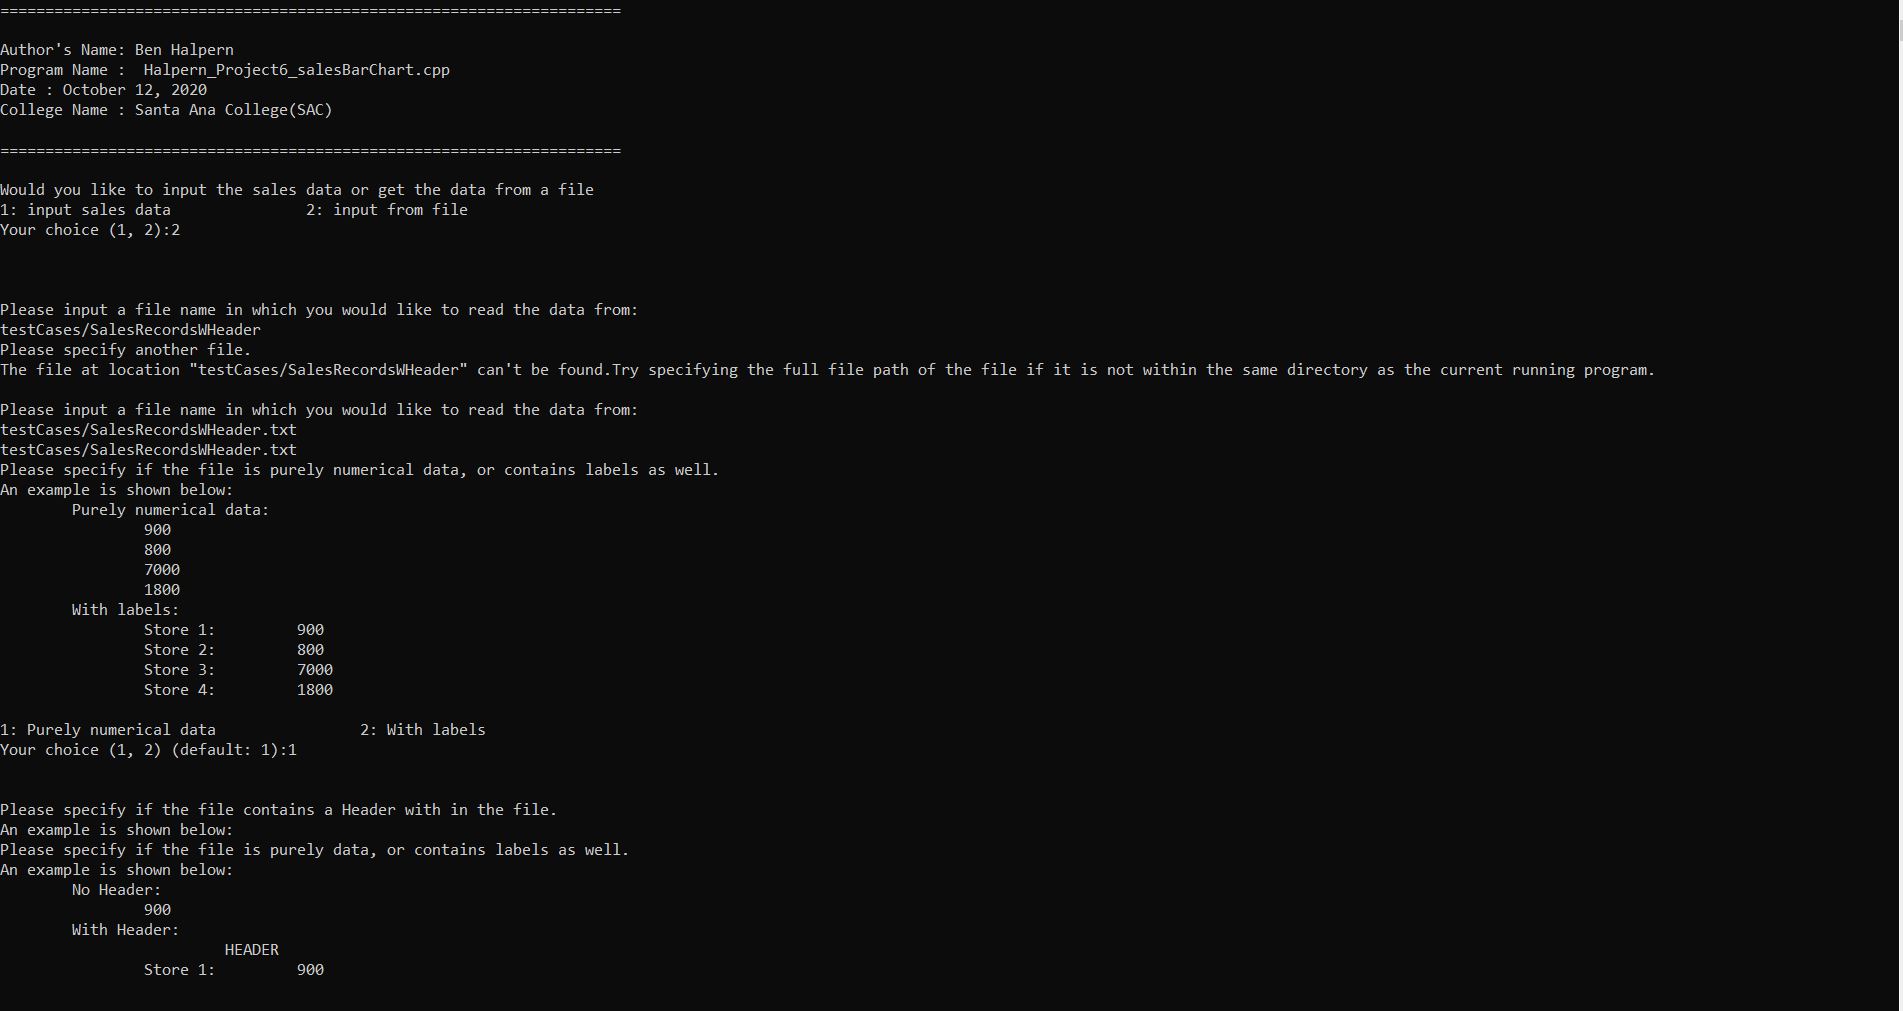 =====================================================================
Author's Name: Ben Halpern
Program Name :  Halpern_Project6_salesBarChart.cpp
Date : October 12, 2020
College Name : Santa Ana College(SAC)
=====================================================================
Would you like to input the sales data or get the data from a file
1: input sales data               2: input from file
Your choice (1, 2):2
Please input a file name in which you would like to read the data from:
testCases/SalesRecordsWHeader
Please specify another file.
The file at location "testCases/SalesRecordsWHeader" can't be found.Try specifying the full file path of the file if it is not within the same directory as the current running program.
Please input a file name in which you would like to read the data from:
testCases/SalesRecordsWHeader.txt
testCases/SalesRecordsWHeader.txt
Please specify if the file is purely numerical data, or contains labels as well.
An example is shown below:
        Purely numerical data:
                900
                800
                7000
                1800
        With labels:
                Store 1:         900
                Store 2:         800
                Store 3:         7000
                Store 4:         1800
1: Purely numerical data                2: With labels
Your choice (1, 2) (default: 1):1
Please specify if the file contains a Header with in the file.
An example is shown below:
Please specify if the file is purely data, or contains labels as well.
An example is shown below:
        No Header:
                900
        With Header:
                         HEADER
                Store 1:         900